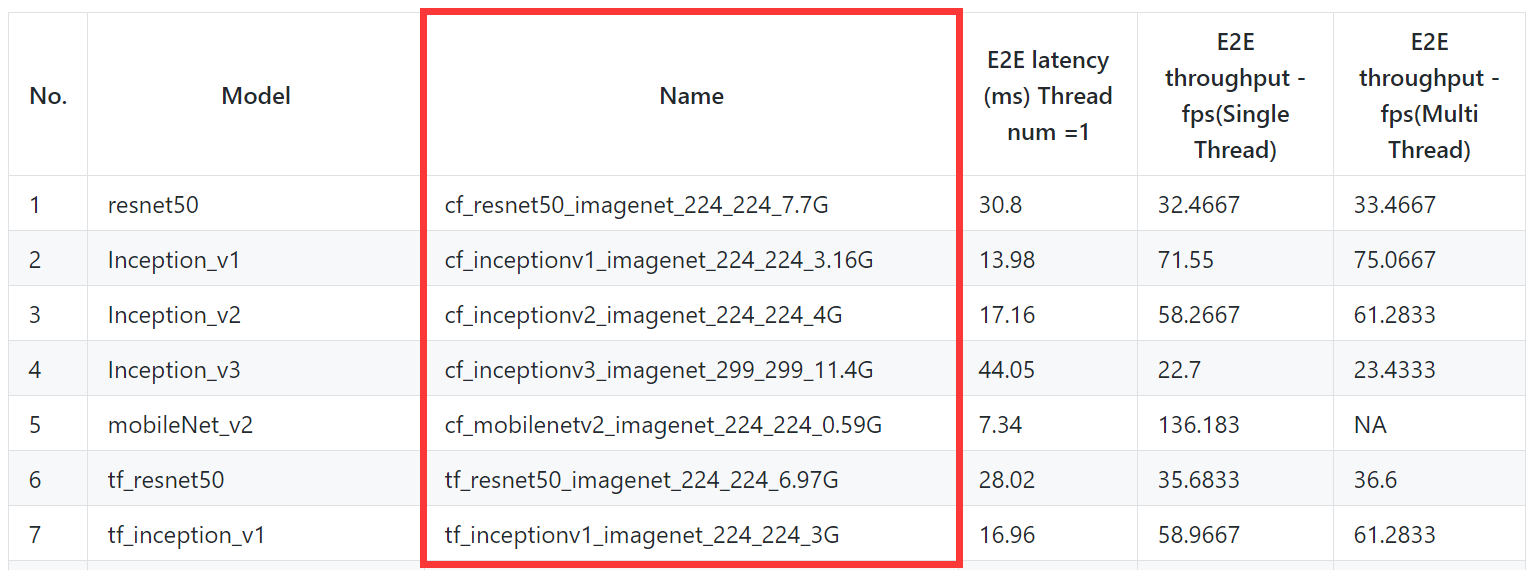 No. Model Name E2E latency (ms) Thread num =1 E2E throughput - fps(Single Thread) E2E throughput - fps(Multi Thread)
1 resnet50 cf_resnet50_imagenet_224_224_7.7G 30.8 32.4667 33.4667
2 Inception_v1 cf_inceptionv1_imagenet_224_224_3.16G 13.98 71.55 75.0667
3 Inception_v2 cf_inceptionv2_imagenet_224_224_4G 17.16 58.2667 61.2833
4 Inception_v3 cf_inceptionv3_imagenet_299_299_11.4G 44.05 22.7 23.4333
5 mobileNet_v2 cf_mobilenetv2_imagenet_224_224_0.59G 7.34 136.183 NA
6 tf_resnet50 tf_resnet50_imagenet_224_224_6.97G 28.02 35.6833 36.6
7 tf_inception_v1 tf_inceptionv1_imagenet_224_224_3G 16.96 58.9667 61.2833